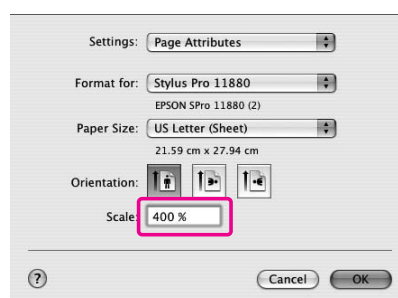 Settings: Page Attributes
Format for: Stylus Pro 11880
EPSON SPro 11880 (2)
Paper Size: US Letter (Sheet)
21.59 cm x 27.94 cm
Orientation:
Scale: 400 %
? Cancel OK